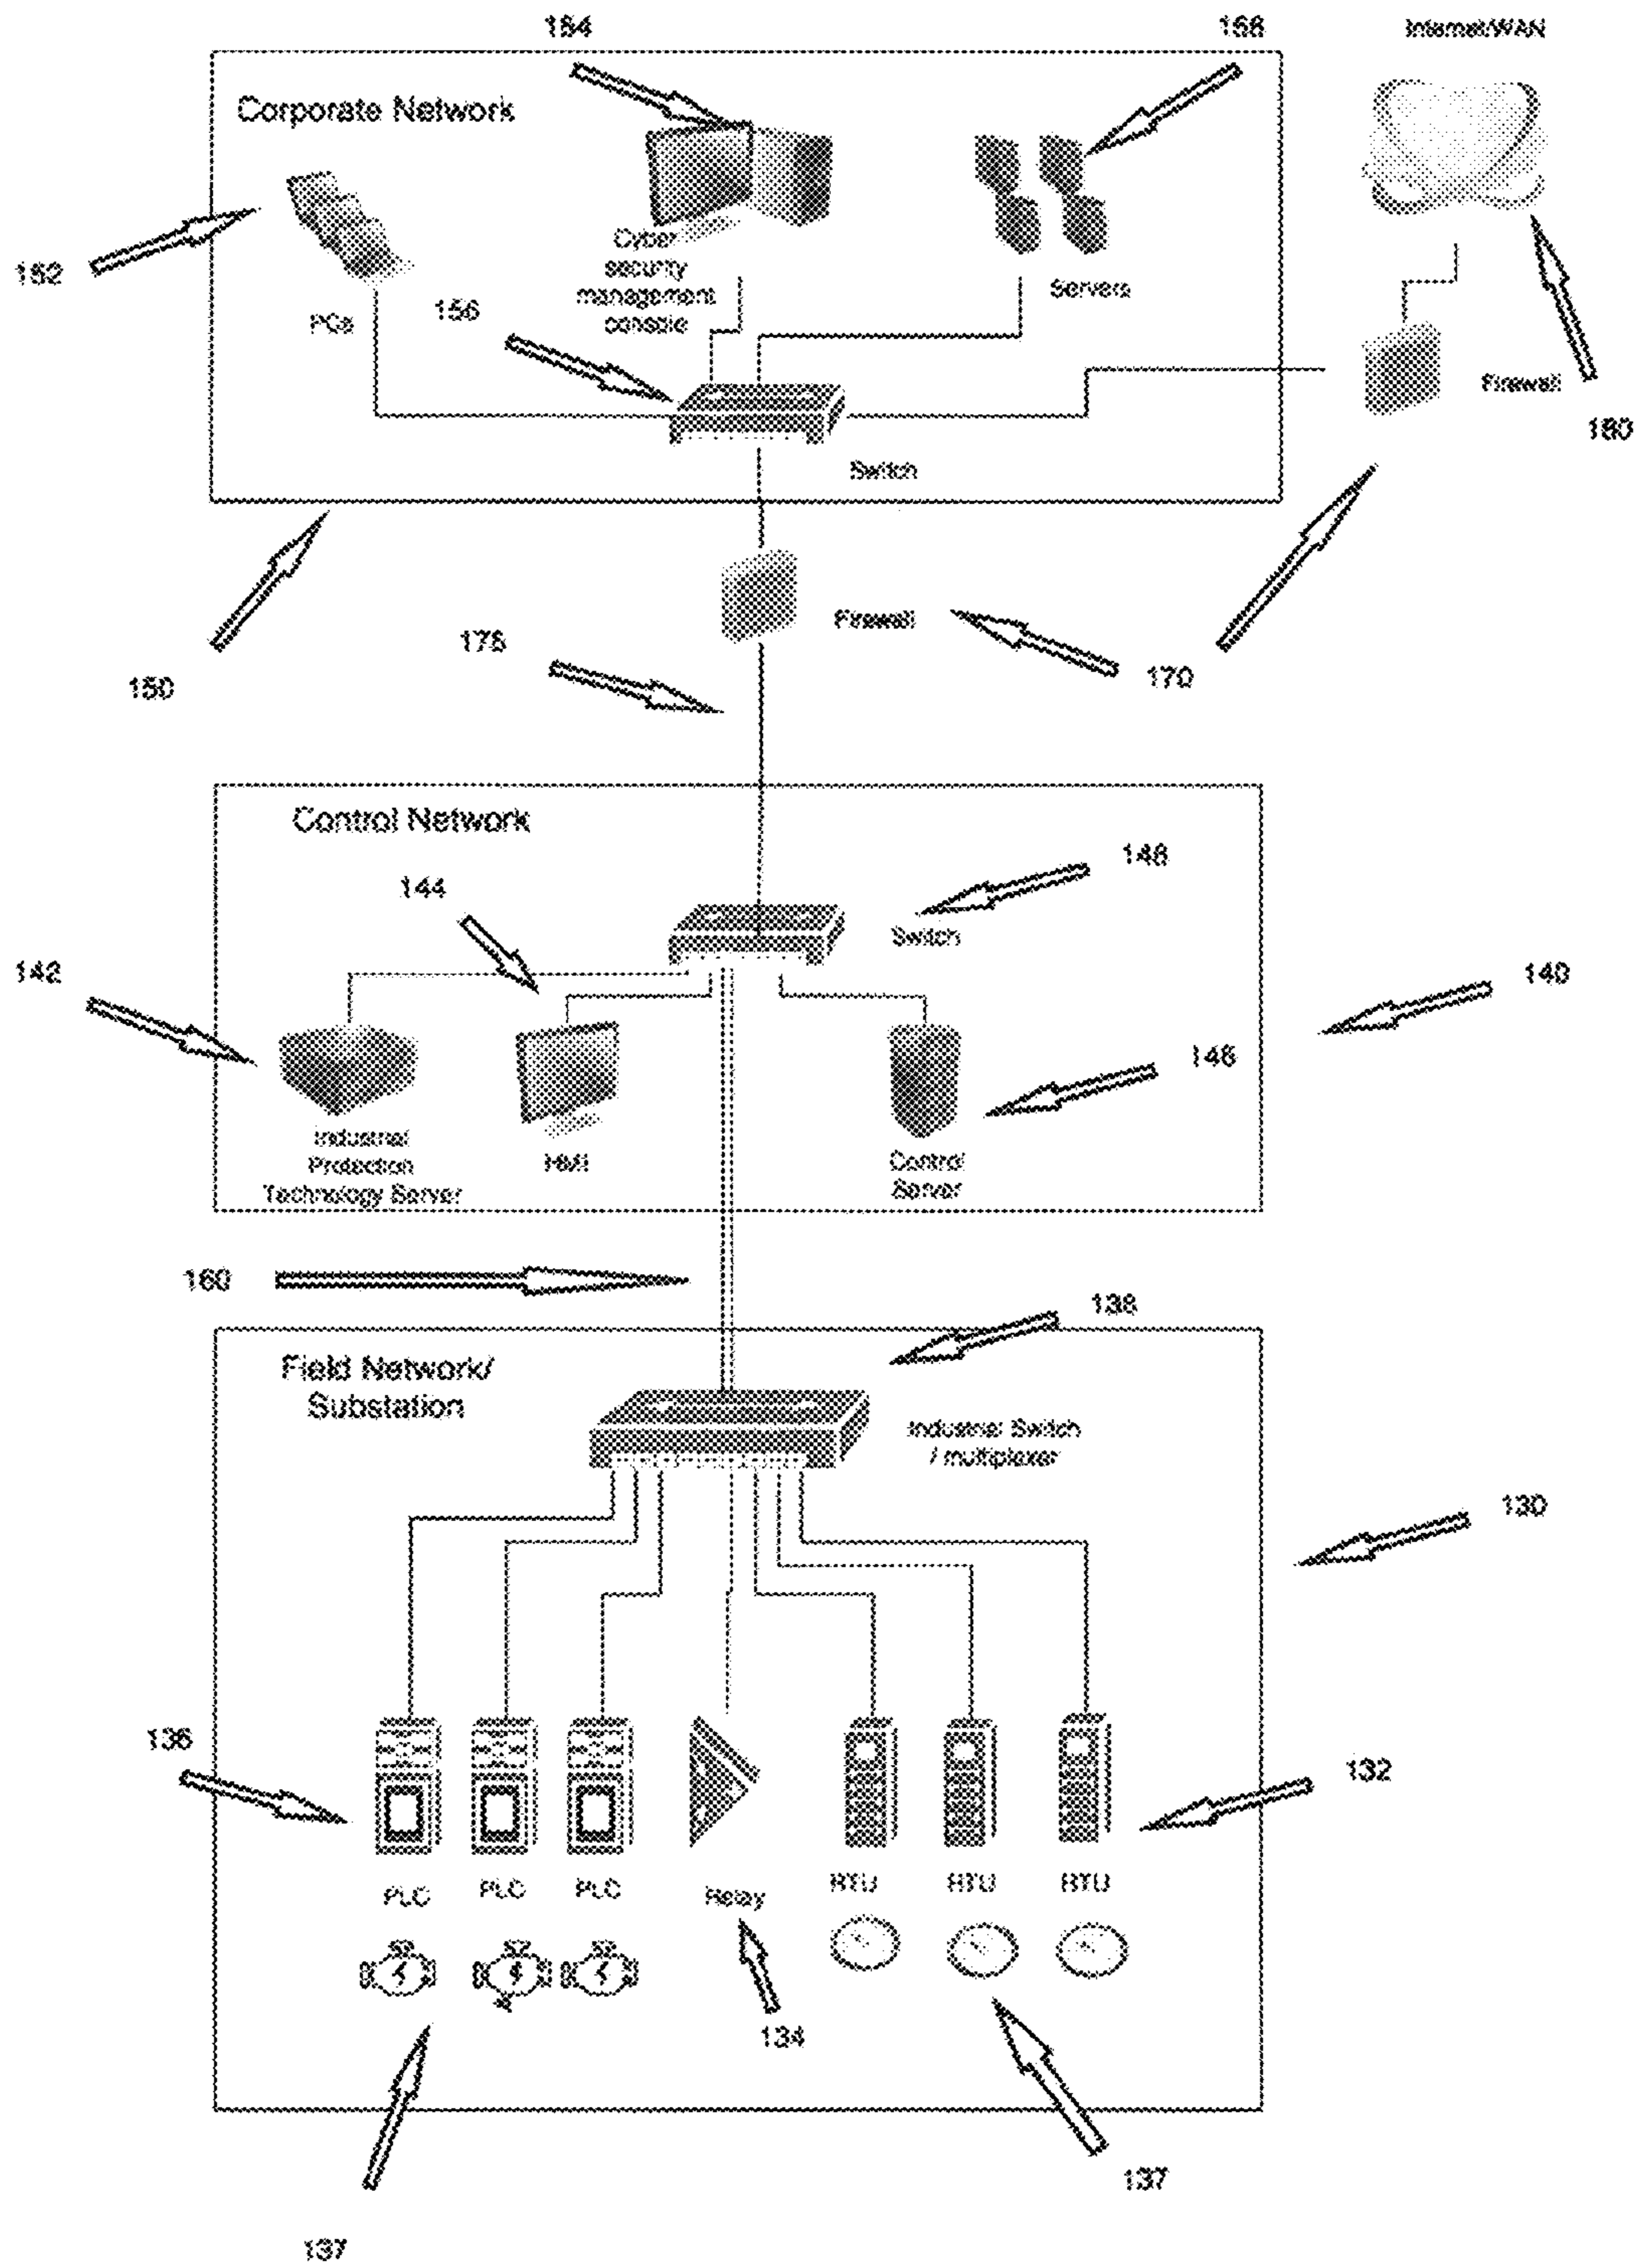 154
158
Internet/WAN
Corporate Network
152
156
PCs
Cyber
security
management
console
Servers
Firewall
180
Switch
Firewall
175
150
170
Control Network
148
144
Switch
142
140
146
Industrial
Protection
Technology Server
HMI
Control
Server
160
138
Field Network/
Substation
Industrial Switch
/ multiplexer
130
136
132
PLC
PLC
PLC
Relay
RTU
RTU
RTU
134
137
137